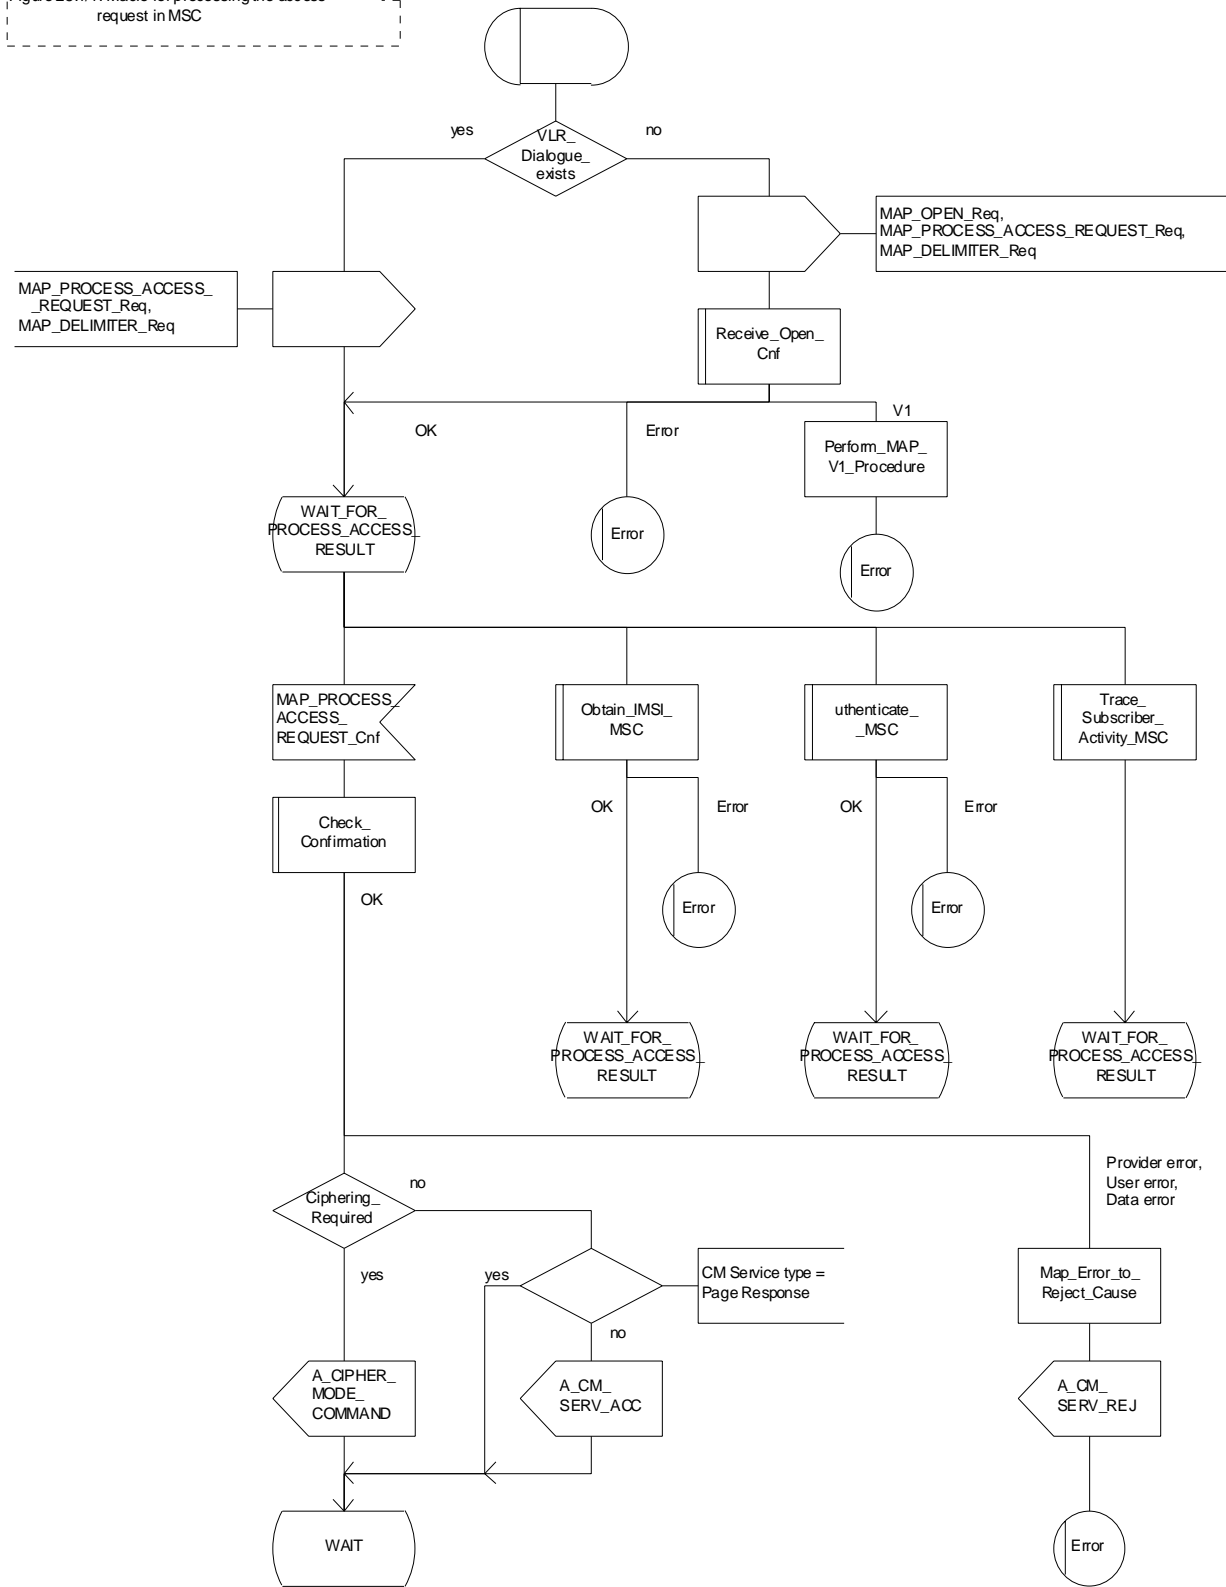 request in MSC
yes
no
VLR_
Dialogue_
exists
MAP_OPEN_Req,
MAP_PROCESS_ACCESS_REQUEST_Req,
MAP_DELIMITER_Req
MAP_PROCESS_ACCESS_
_REQUEST_Req,
MAP_DELIMITER_Req
Receive_Open_
Cnf
OK
Error
V1
Perform_MAP_
V1_Procedure
WAIT_FOR_
PROCESS_ACCESS_
RESULT
Error
Error
MAP_PROCESS_
ACCESS_
REQUEST_Cnf
Obtain_IMSI_
MSC
uthenticate_
_MSC
Trace_
Subscriber_
Activity_MSC
OK
Error
OK
Error
Check_
Confirmation
OK
Error
Error
WAIT_FOR_
PROCESS_ACCESS_
RESULT
WAIT_FOR_
PROCESS_ACCESS_
RESULT
WAIT_FOR_
PROCESS_ACCESS_
RESULT
Provider error,
User error,
Data error
Ciphering_
Required
no
yes
yes
CM Service type =
Page Response
no
Map_Error_to_
Reject_Cause
A_CIPHER_
MODE_
COMMAND
A_CM_
SERV_ACC
A_CM_
SERV_REJ
WAIT
Error